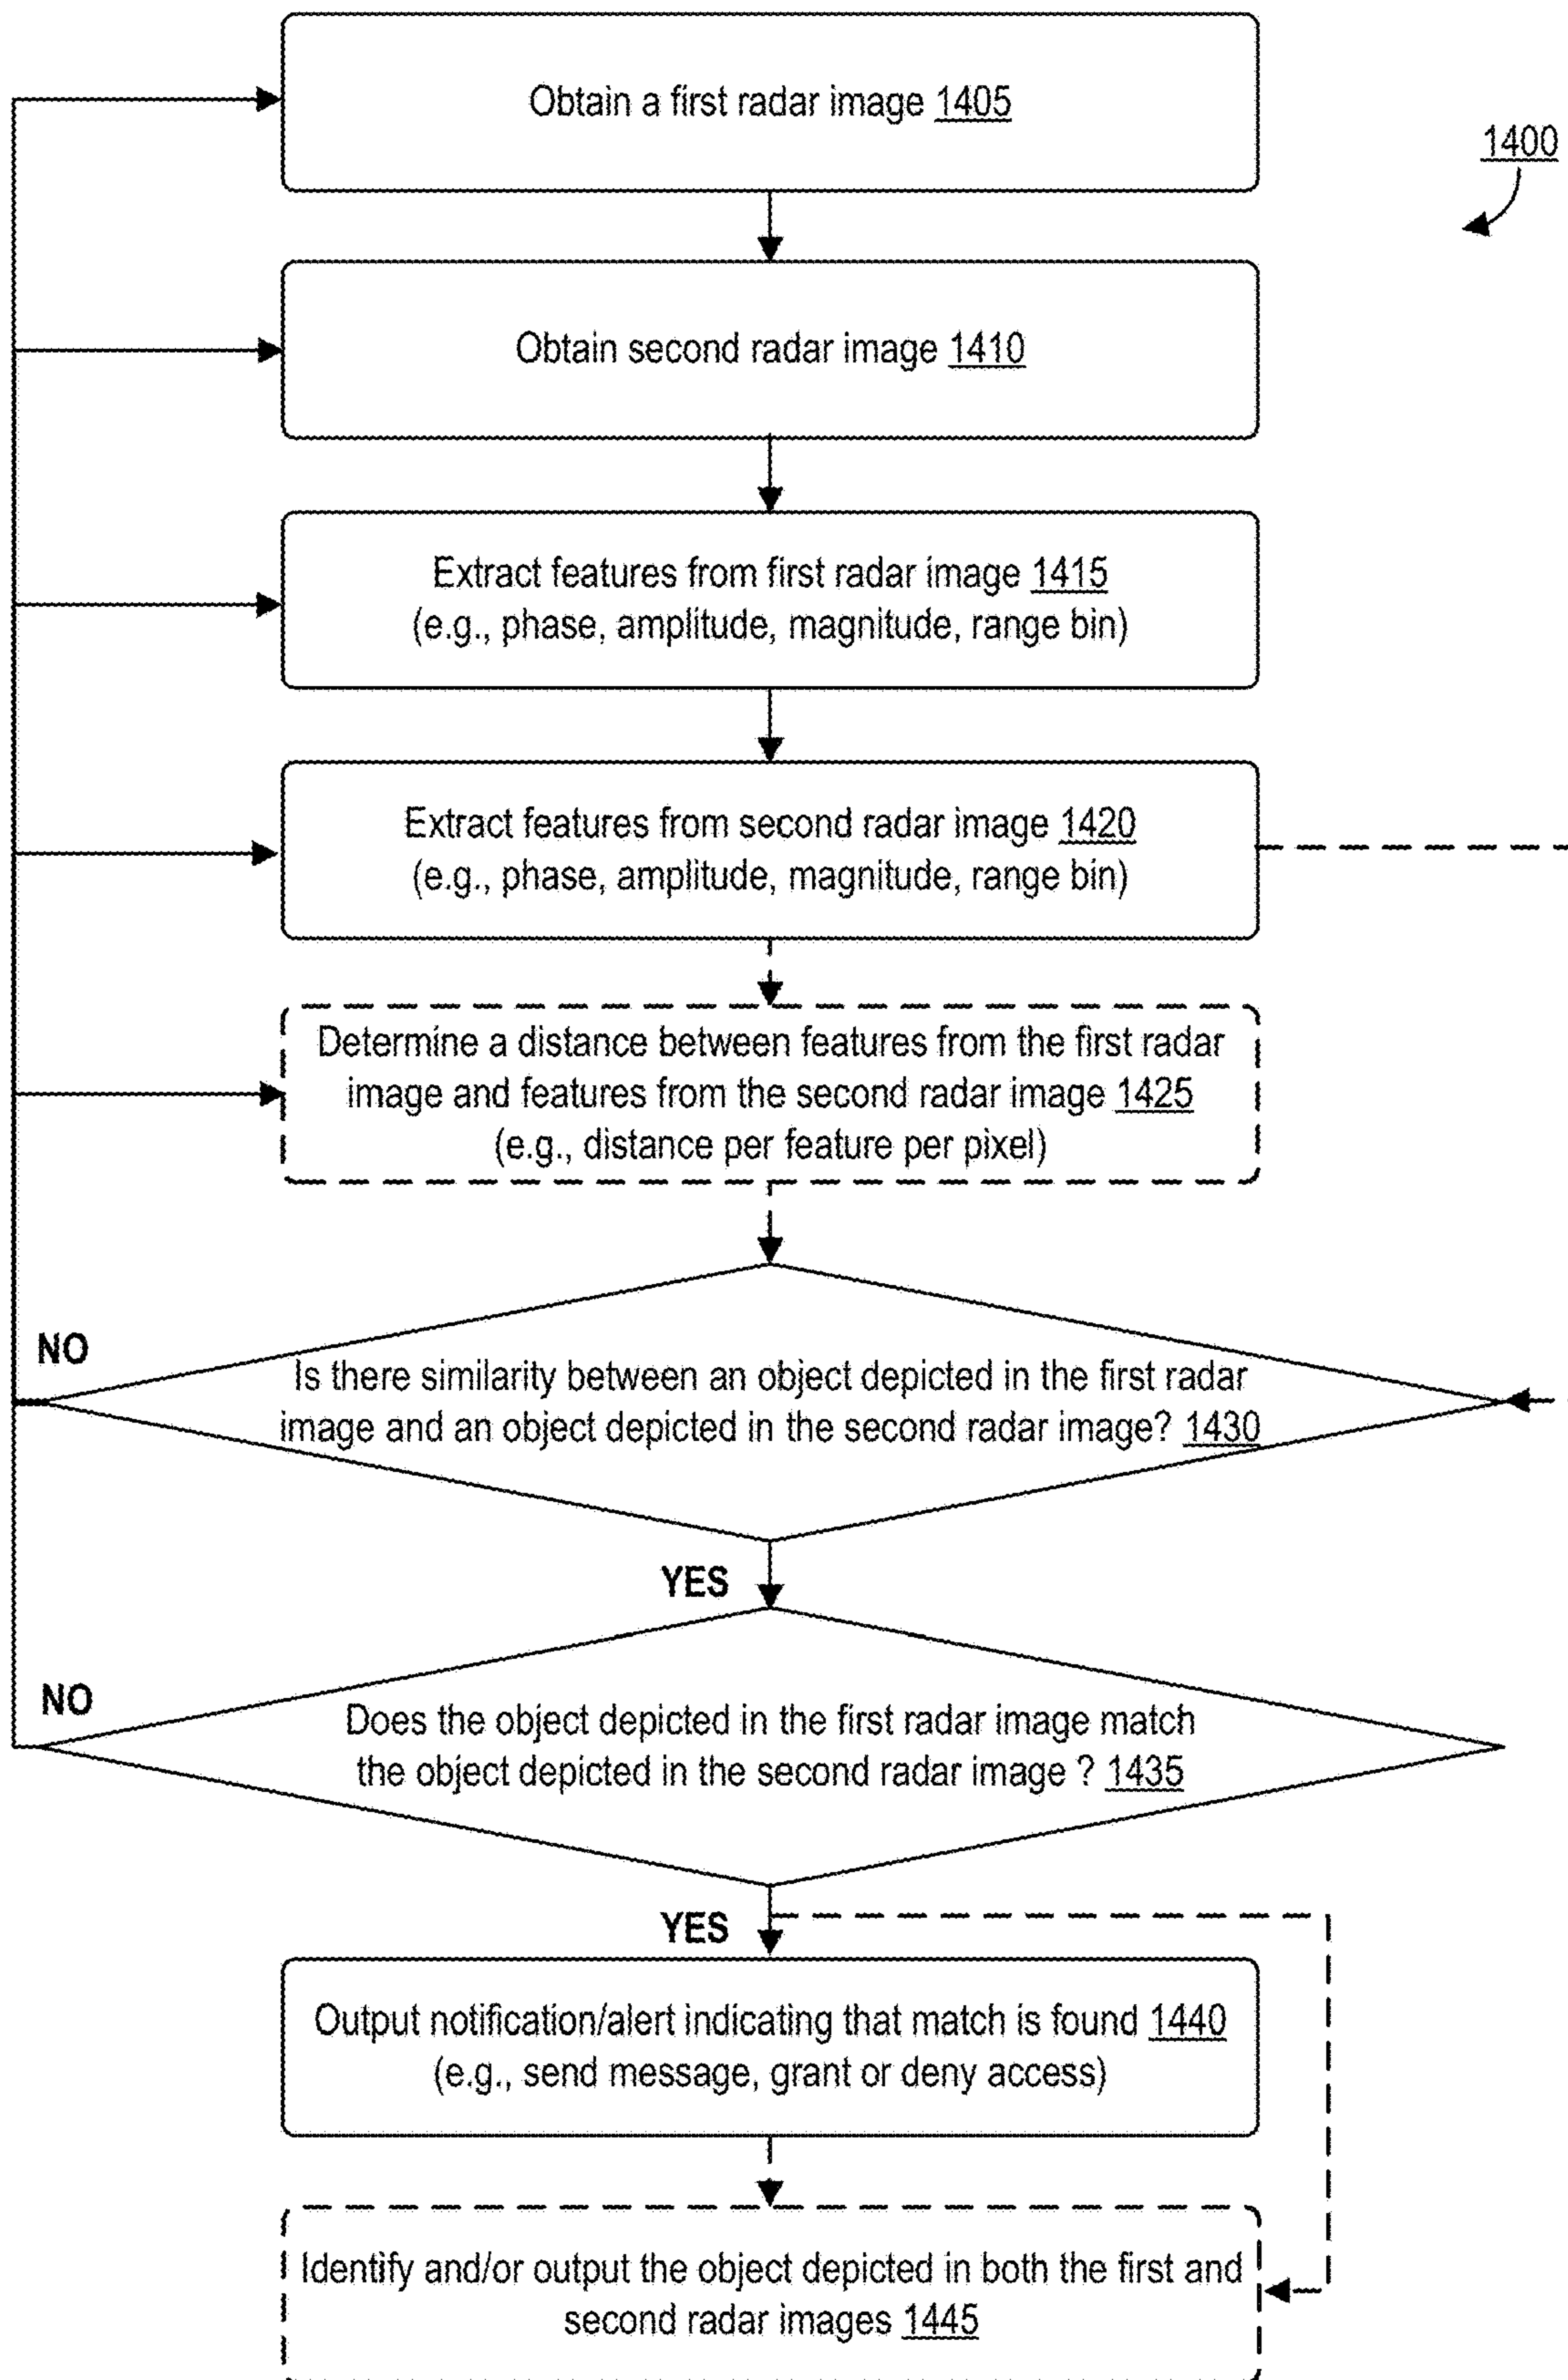 Obtain a first radar image 1405
1400
Obtain second radar image 1410
Extract features from first radar image 1415
(e.g., phase, amplitude, magnitude, range bin)
Extract features from second radar image 1420
(e.g., phase, amplitude, magnitude, range bin)
Determine a distance between features from the first radar
image and features from the second radar image 1425
(e.g., distance per feature per pixel)
NO
Is there similarity between an object depicted in the first radar
image and an object depicted in the second radar image? 1430
YES
NO
Does the object depicted in the first radar image match
the object depicted in the second radar image ? 1435
YES
Output notification/alert indicating that match is found 1440
(e.g., send message, grant or deny access)
Identify and/or output the object depicted in both the first and
second radar images 1445